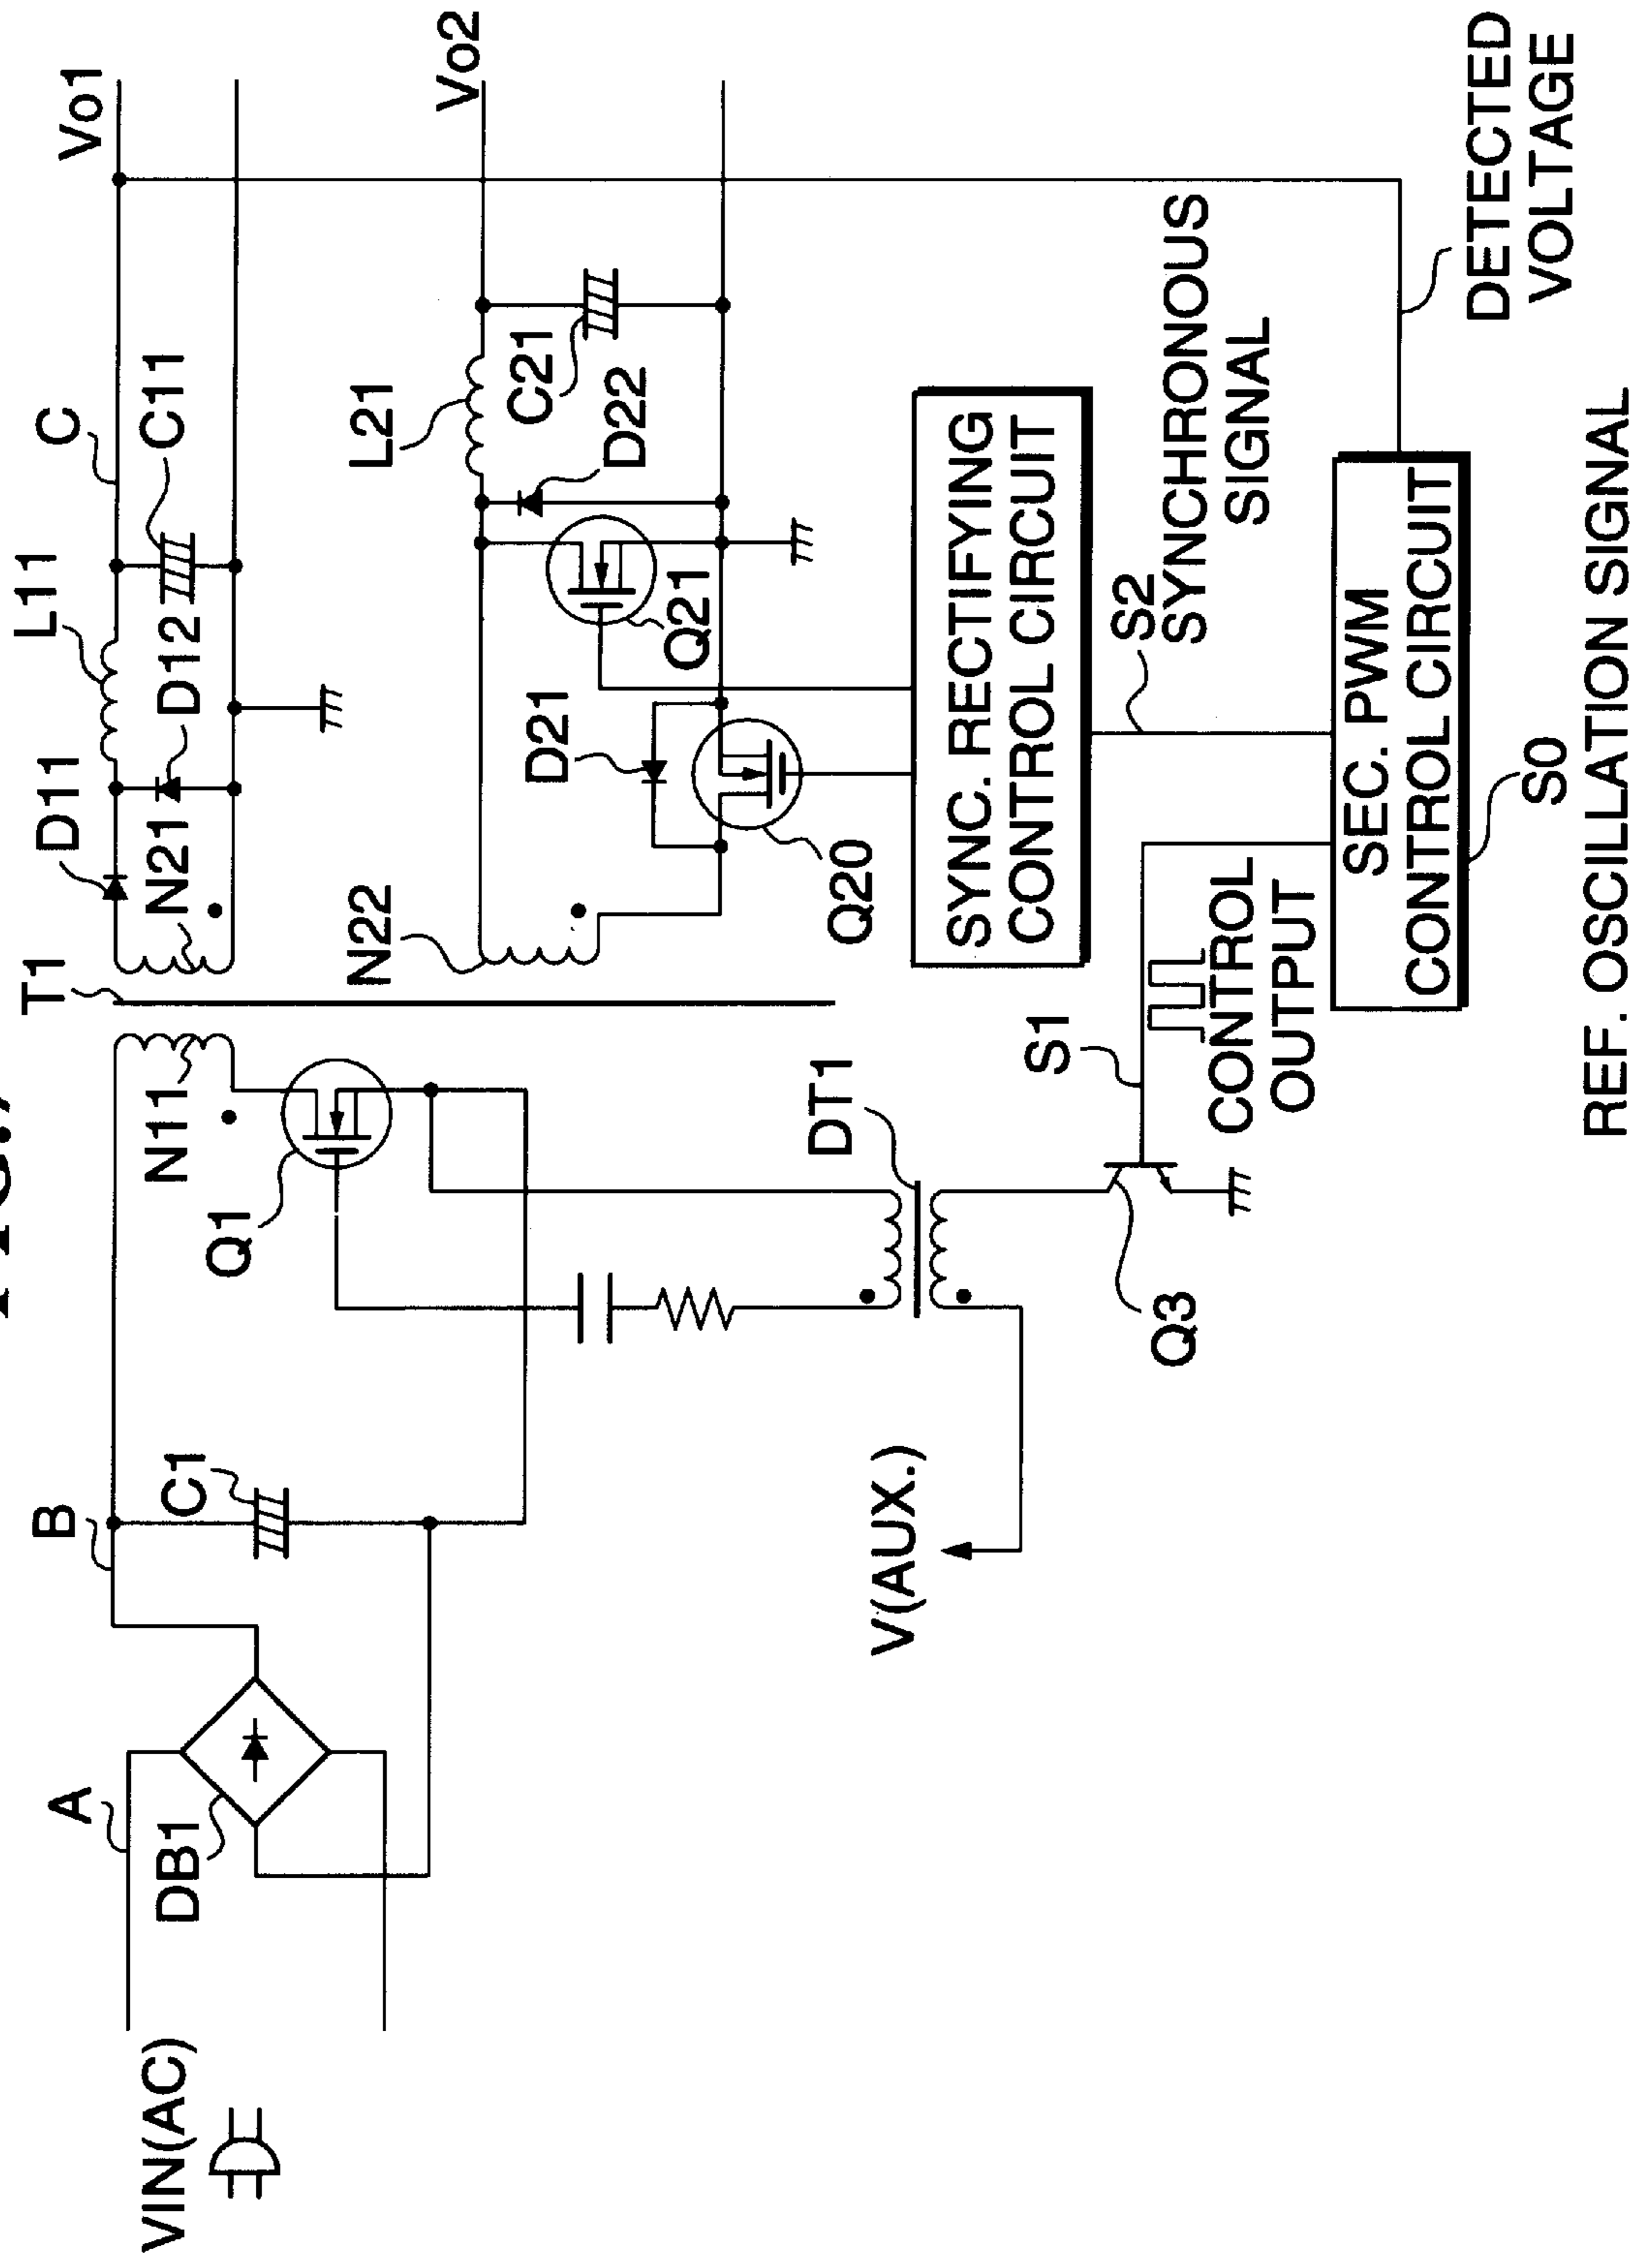 VIN(AC)
A
DB1
B
C1
Q1
N11
T1
D11
N21
L11
D12
C
C11
Vo1
N22
D21
Q20
Q21
L21
C21
D22
Vo2
V(AUX.)
DT1
Q3
S1
CONTROL
OUTPUT
SYNC. RECTIFYING
CONTROL CIRCUIT
S2
SYNCHRONOUS
SIGNAL
SEC. PWM
CONTROL CIRCUIT
S0
REF. OSCILLATION SIGNAL
DETECTED
VOLTAGE